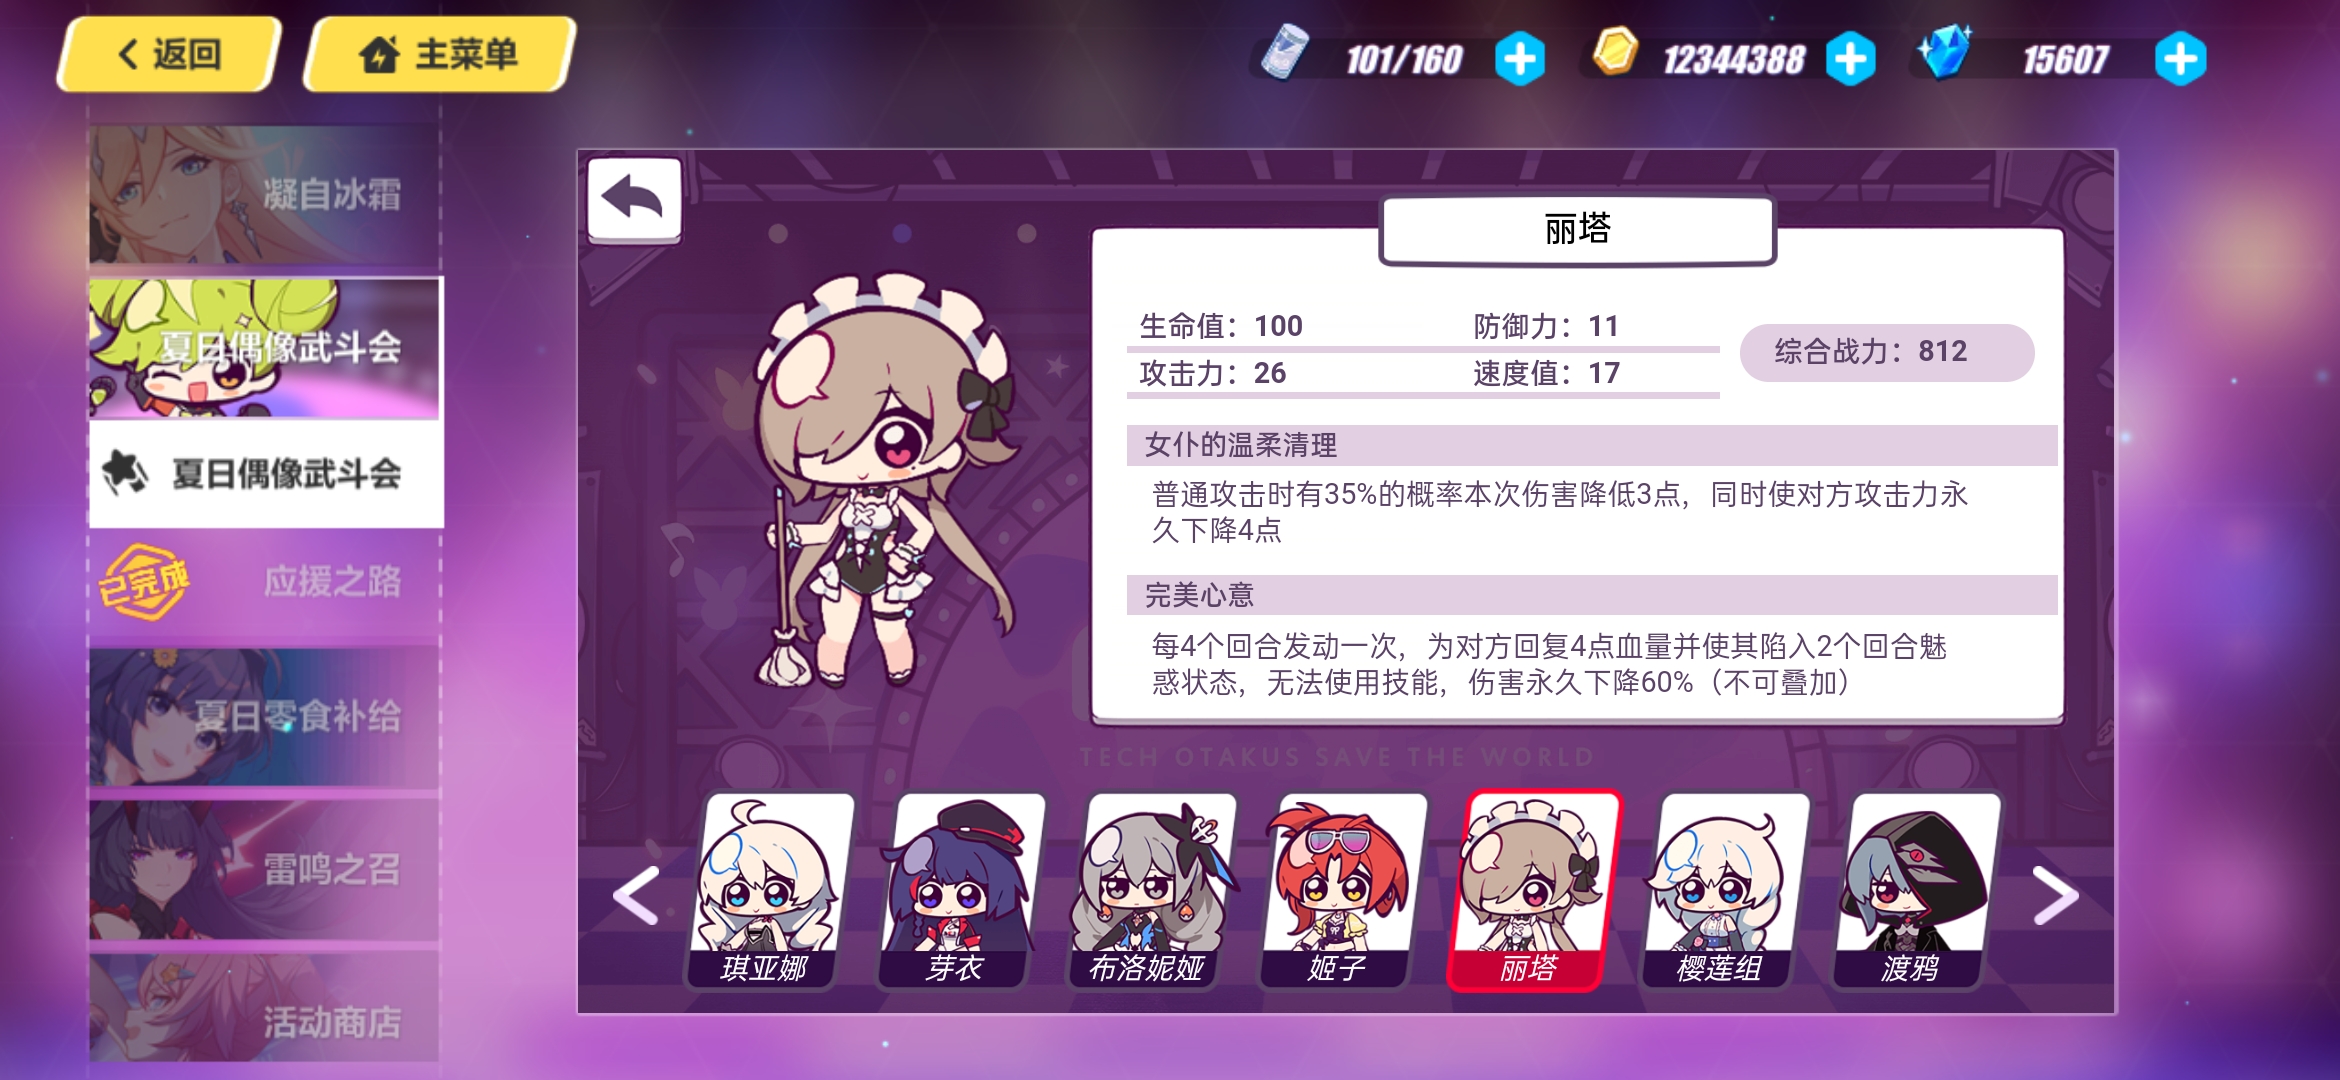 返回
主菜单
101/160
12344388
15607
凝自冰霜
夏日偶像武斗会
夏日偶像武斗会
已完成
应援之路
夏日零食补给
雷鸣之召
活动商店
丽塔
生命值：100
防御力：11
攻击力：26
速度值：17
综合战力：812
女仆的温柔清理
普通攻击时有35%的概率本次伤害降低3点，同时使对方攻击力永
久下降4点
完美心意
每4个回合发动一次，为对方回复4点血量并使其陷入2个回合魅
惑状态，无法使用技能，伤害永久下降60%（不可叠加）
TECH OTAKUS SAVE THE WORLD
琪亚娜
芽衣
布洛妮娅
姬子
丽塔
樱莲组
渡鸦